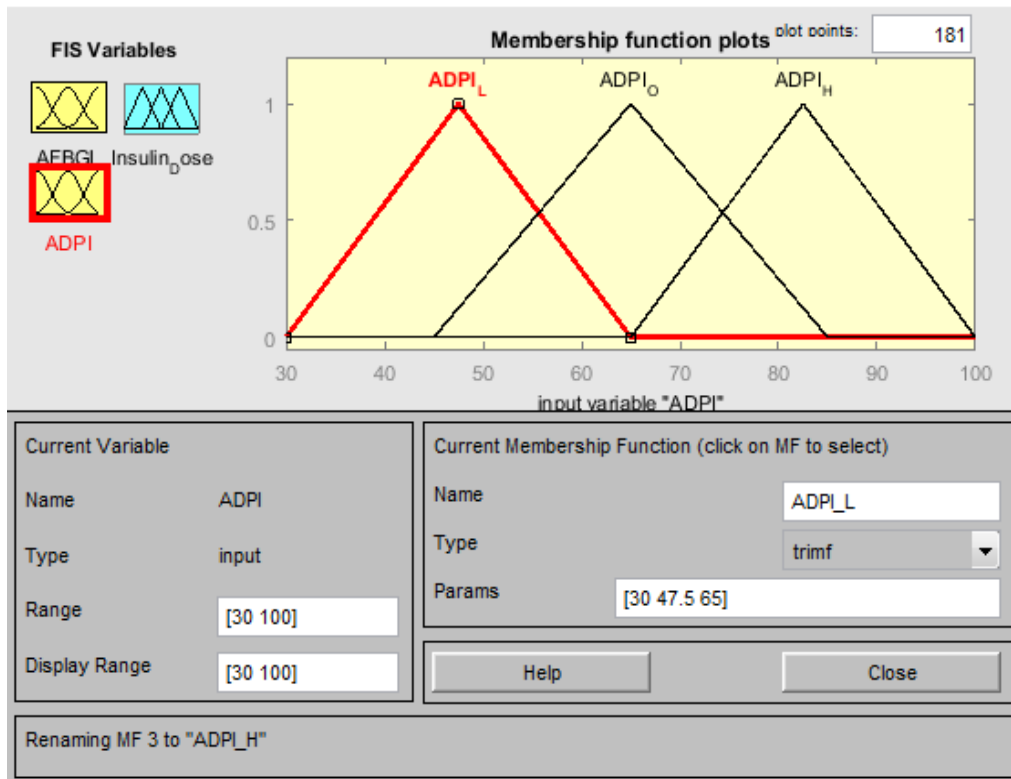 FIS Variables
Membership function plots
plot points:
181
ADPI_L
ADPI_O
ADPI_H
1
0.5
0
AFBGL
Insulin_Dose
ADPI
30 40 50 60 70 80 90 100
input variable "ADPI"
Current Variable
Name ADPI
Type input
Range [30 100]
Display Range [30 100]
Current Membership Function (click on MF to select)
Name ADPI_L
Type trimf
Params [30 47.5 65]
Help Close
Renaming MF 3 to "ADPI_H"